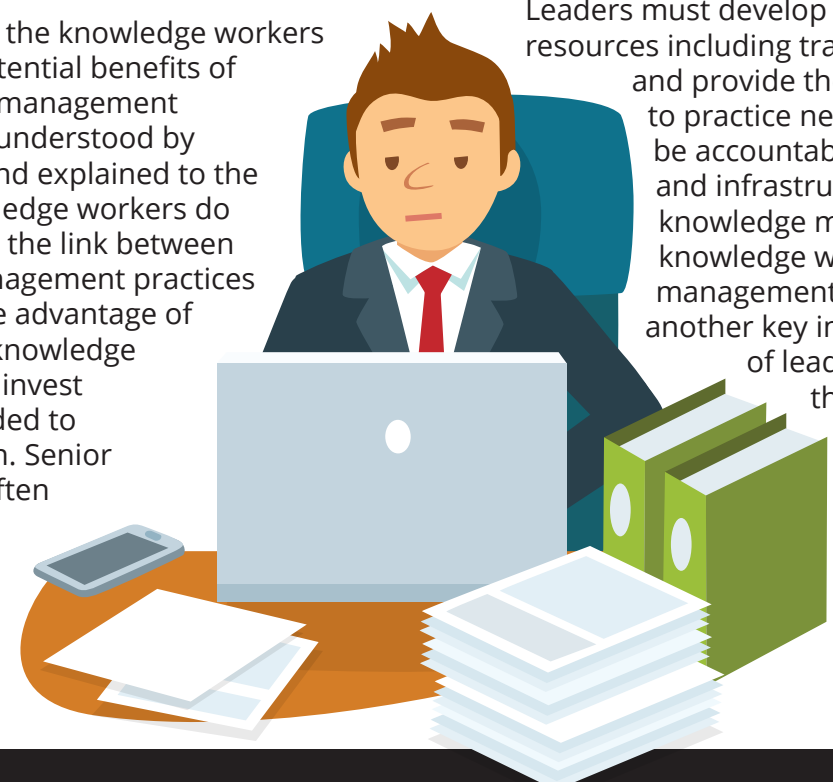 the knowledge workers
tential benefits of
management
understood by
nd explained to the
ledge workers do
the link between
nagement practices
e advantage of
knowledge
invest
ded to
n. Senior
ften
Leaders must develop
resources including tra
and provide th
to practice ne
be accountab
and infrastru
knowledge m
knowledge w
management
another key in
of lead
th